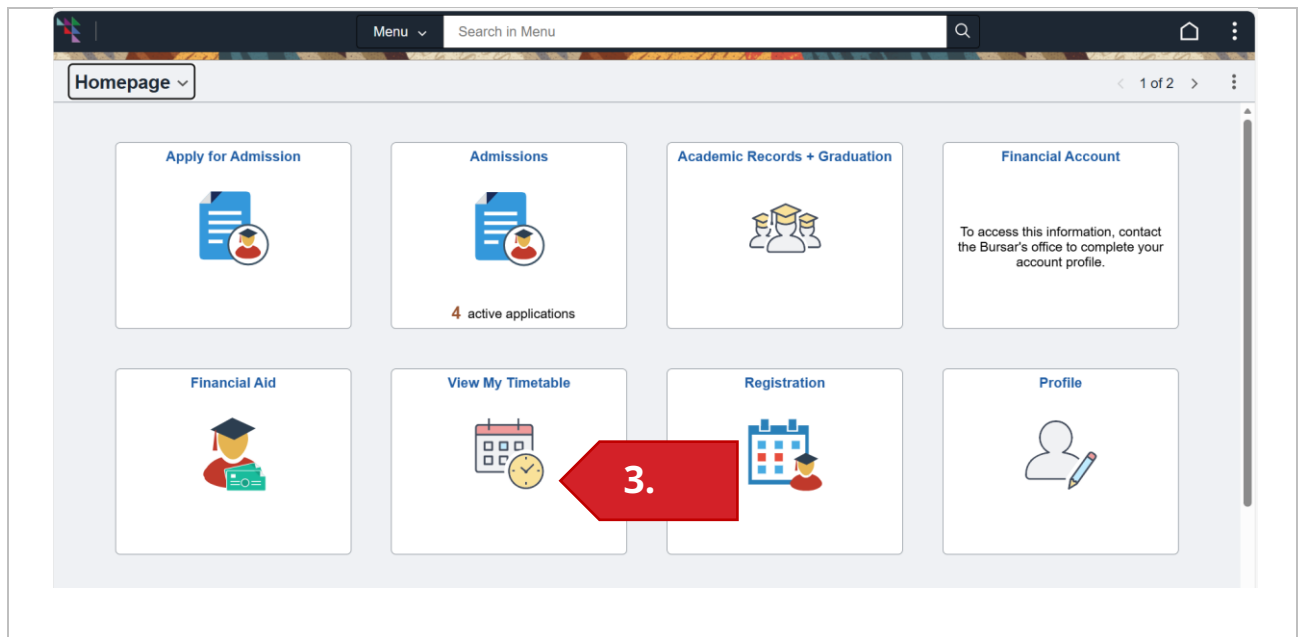 Menu
Search in Menu
Homepage
1 of 2
Apply for Admission
Admissions
4 active applications
Academic Records + Graduation
Financial Account
To access this information, contact
the Bursar's office to complete your
account profile.
Financial Aid
View My Timetable
3.
Registration
Profile